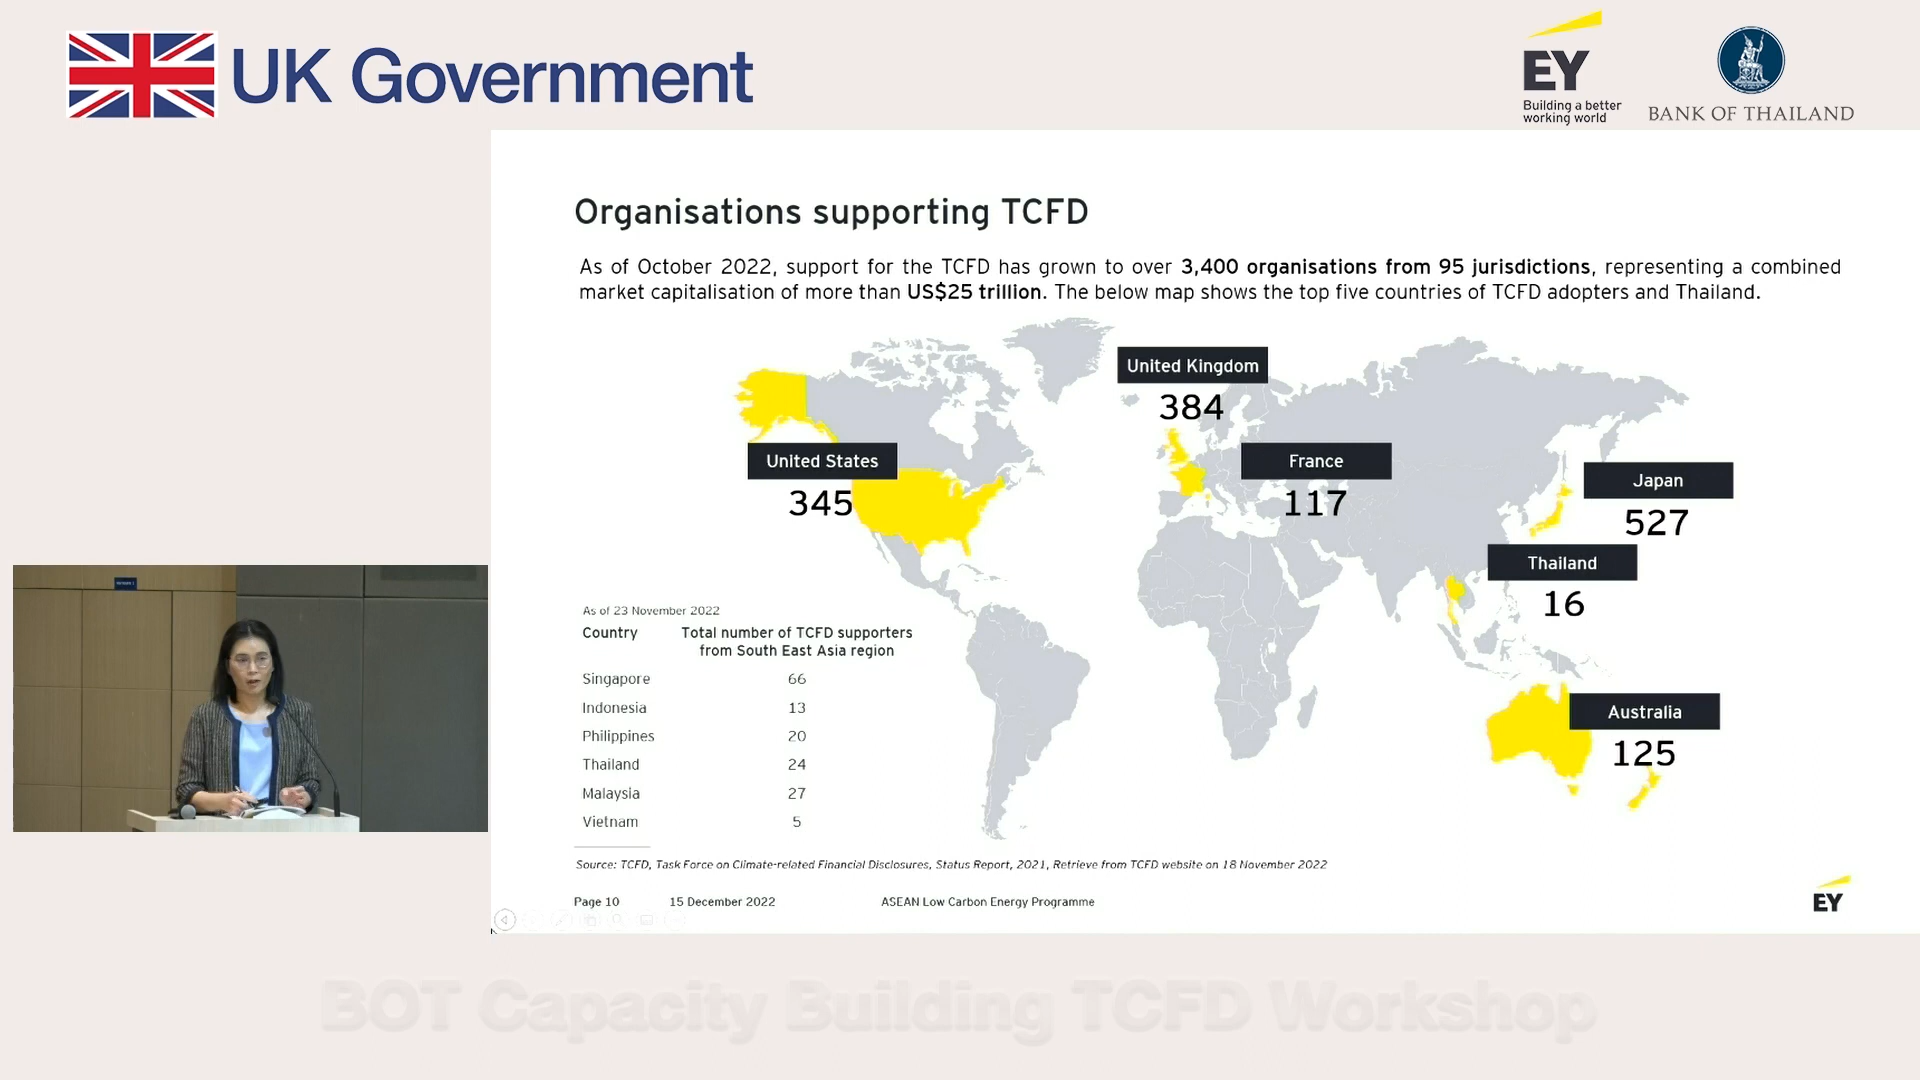 UK Government
EY
Building a better
working world
BANK OF THAILAND
Organisations supporting TCFD
As of October 2022, support for the TCFD has grown to over 3,400 organisations from 95 jurisdictions, representing a combined
market capitalisation of more than US$25 trillion. The below map shows the top five countries of TCFD adopters and Thailand.
United Kingdom
384
United States
345
France
117
Japan
527
Thailand
16
Australia
125
As of 23 November 2022
Country Total number of TCFD supporters
from South East Asia region
Singapore 66
Indonesia 13
Philippines 20
Thailand 24
Malaysia 27
Vietnam 5
Source: TCFD, Task Force on Climate-related Financial Disclosures, Status Report, 2021, Retrieve from TCFD website on 18 November 2022
Page 10 15 December 2022 ASEAN Low Carbon Energy Programme
EY
BOT Capacity Building TCFD Workshop